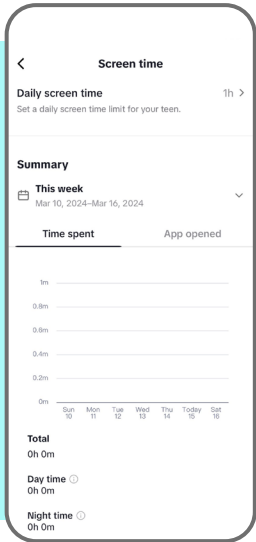 Screen time
Daily screen time 1h
Set a daily screen time limit for your teen.
Summary
This week
Mar 10, 2024–Mar 16, 2024
Time spent App opened
1m
0.8m
0.6m
0.4m
0.2m
0m
Sun Mon Tue Wed Thu Today Sat
10 11 12 13 14 15 16
Total
0h 0m
Day time
0h 0m
Night time
0h 0m